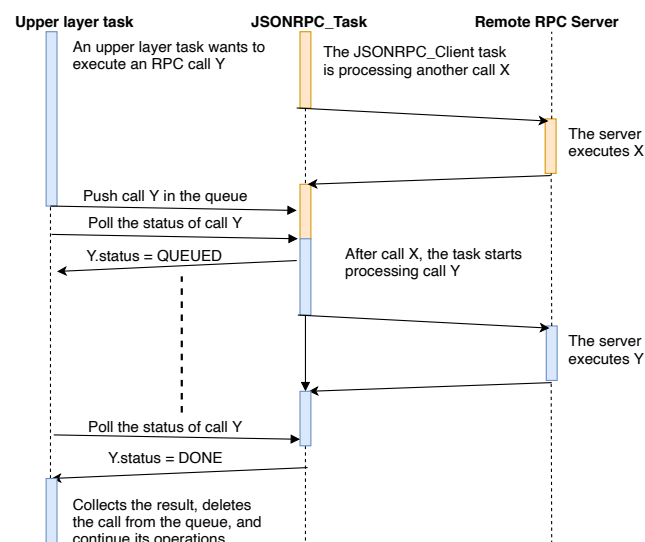 Upper layer task
JSONRPC_Task
Remote RPC Server
An upper layer task wants to
execute an RPC call Y
The JSONRPC_Client task
is processing another call X
The server
executes X
Push call Y in the queue
Poll the status of call Y
Y.status = QUEUED
After call X, the task starts
processing call Y
The server
executes Y
Poll the status of call Y
Y.status = DONE
Collects the result, deletes
the call from the queue, and
continue its operations